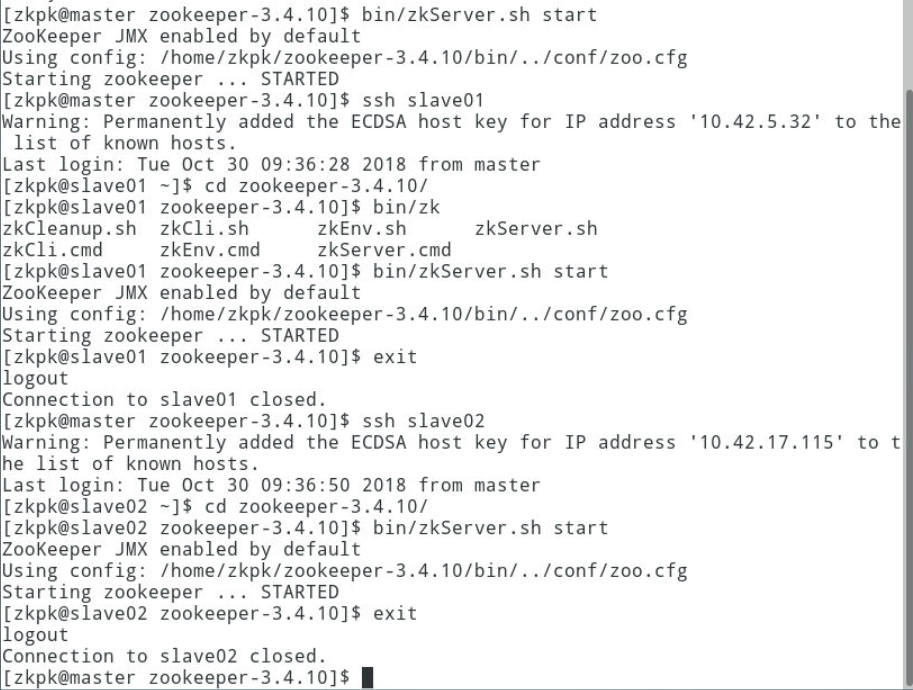 [zkpk@master zookeeper-3.4.10]$ bin/zkServer.sh start
ZooKeeper JMX enabled by default
Using config: /home/zkpk/zookeeper-3.4.10/bin/../conf/zoo.cfg
Starting zookeeper ... STARTED
[zkpk@master zookeeper-3.4.10]$ ssh slave01
Warning: Permanently added the ECDSA host key for IP address '10.42.5.32' to the
 list of known hosts.
Last login: Tue Oct 30 09:36:28 2018 from master
[zkpk@slave01 ~]$ cd zookeeper-3.4.10/
[zkpk@slave01 zookeeper-3.4.10]$ bin/zk
zkCleanup.sh  zkCli.sh      zkEnv.sh      zkServer.sh
zkCli.cmd     zkEnv.cmd     zkServer.cmd
[zkpk@slave01 zookeeper-3.4.10]$ bin/zkServer.sh start
ZooKeeper JMX enabled by default
Using config: /home/zkpk/zookeeper-3.4.10/bin/../conf/zoo.cfg
Starting zookeeper ... STARTED
[zkpk@slave01 zookeeper-3.4.10]$ exit
logout
Connection to slave01 closed.
[zkpk@master zookeeper-3.4.10]$ ssh slave02
Warning: Permanently added the ECDSA host key for IP address '10.42.17.115' to t
he list of known hosts.
Last login: Tue Oct 30 09:36:50 2018 from master
[zkpk@slave02 ~]$ cd zookeeper-3.4.10/
[zkpk@slave02 zookeeper-3.4.10]$ bin/zkServer.sh start
ZooKeeper JMX enabled by default
Using config: /home/zkpk/zookeeper-3.4.10/bin/../conf/zoo.cfg
Starting zookeeper ... STARTED
[zkpk@slave02 zookeeper-3.4.10]$ exit
logout
Connection to slave02 closed.
[zkpk@master zookeeper-3.4.10]$